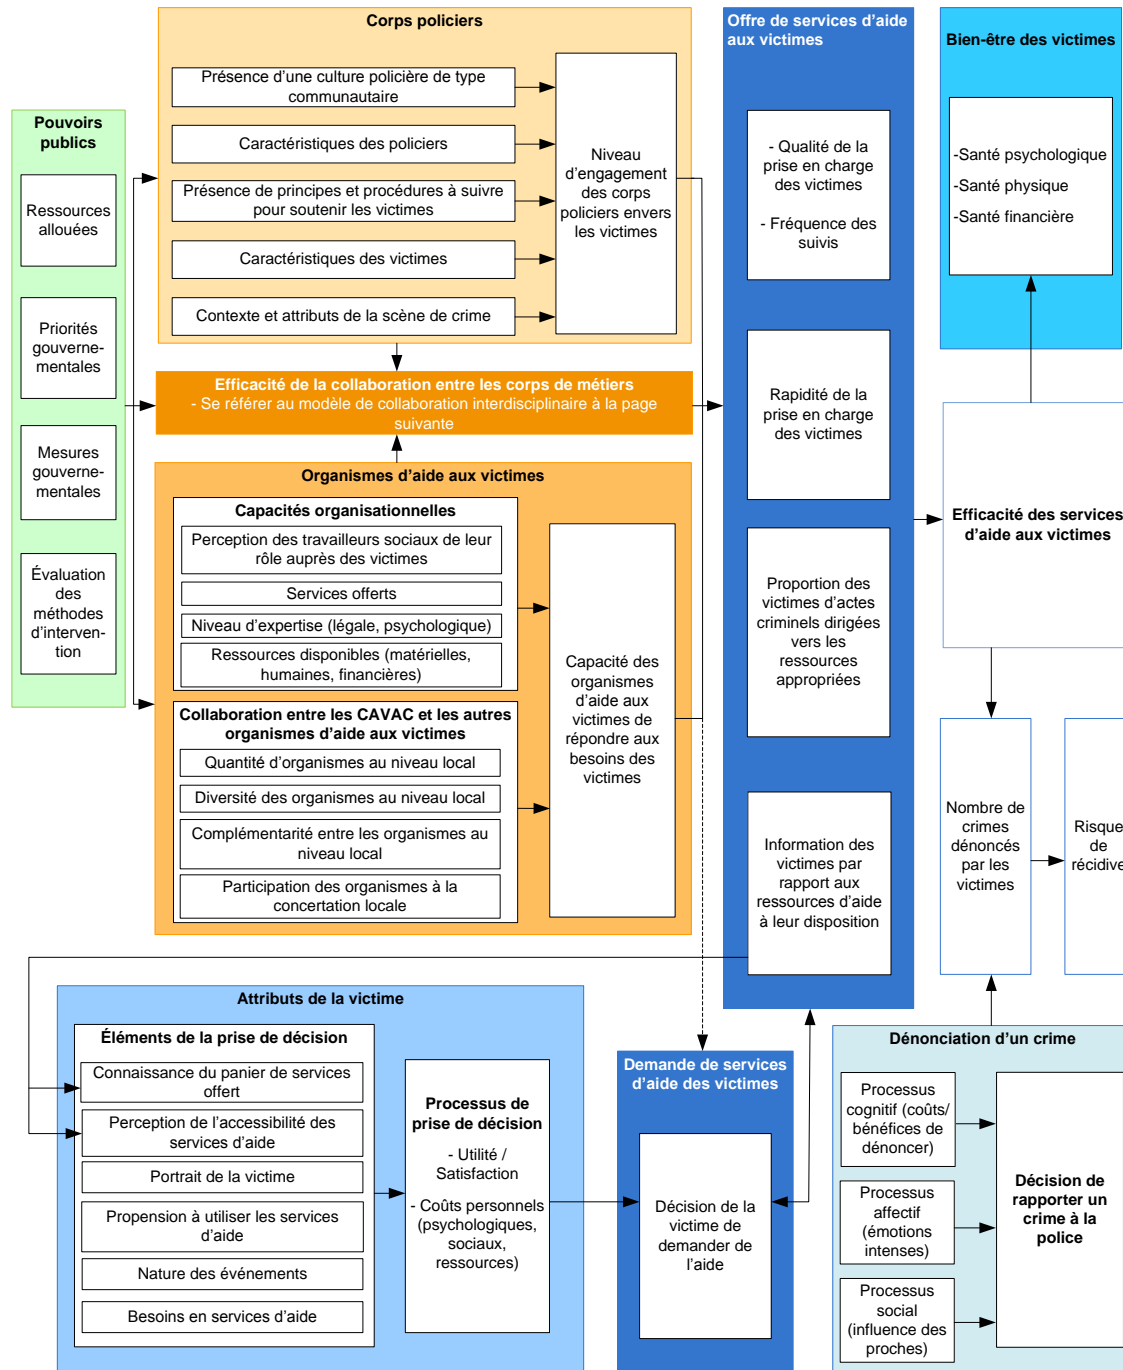 Pouvoirs
publics
Ressources
allouées
Priorités
gouverne-
mentales
Mesures
gouverne-
mentales
Évaluation
des
méthodes
d’interven-
tion
Corps policiers
Présence d’une culture policière de type
communautaire
Caractéristiques des policiers
Présence de principes et procédures à suivre
pour soutenir les victimes
Caractéristiques des victimes
Contexte et attributs de la scène de crime
Niveau
d’engagement
des corps
policiers envers
les victimes
Efficacité de la collaboration entre les corps de métiers
- Se référer au modèle de collaboration interdisciplinaire à la page
suivante
Organismes d’aide aux victimes
Capacités organisationnelles
Perception des travailleurs sociaux de leur
rôle auprès des victimes
Services offerts
Niveau d’expertise (légale, psychologique)
Ressources disponibles (matérielles,
humaines, financières)
Collaboration entre les CAVAC et les autres
organismes d’aide aux victimes
Quantité d’organismes au niveau local
Diversité des organismes au niveau local
Complémentarité entre les organismes au
niveau local
Participation des organismes à la
concertation locale
Capacité des
organismes
d’aide aux
victimes de
répondre aux
besoins des
victimes
Offre de services d’aide
aux victimes
- Qualité de la
prise en charge
des victimes
- Fréquence des
suivis
Rapidité de la
prise en charge
des victimes
Proportion des
victimes d’actes
criminels dirigées
vers les
ressources
appropriées
Information des
victimes par
rapport aux
ressources d’aide
à leur disposition
Bien-être des victimes
-Santé psychologique
-Santé physique
-Santé financière
Efficacité des services
d’aide aux victimes
Nombre de
crimes
dénoncés
par les
victimes
Risque
de
récidive
Attributs de la victime
Éléments de la prise de décision
Connaissance du panier de services
offert
Perception de l’accessibilité des
services d’aide
Portrait de la victime
Propension à utiliser les services
d’aide
Nature des événements
Besoins en services d’aide
Processus de
prise de décision
- Utilité /
Satisfaction
- Coûts personnels
(psychologiques,
sociaux,
ressources)
Demande de services
d’aide des victimes
Décision de la
victime de
demander de
l’aide
Dénonciation d’un crime
Processus
cognitif (coûts/
bénéfices de
dénoncer)
Processus
affectif
(émotions
intenses)
Processus
social
(influence des
proches)
Décision de
rapporter un
crime à la
police